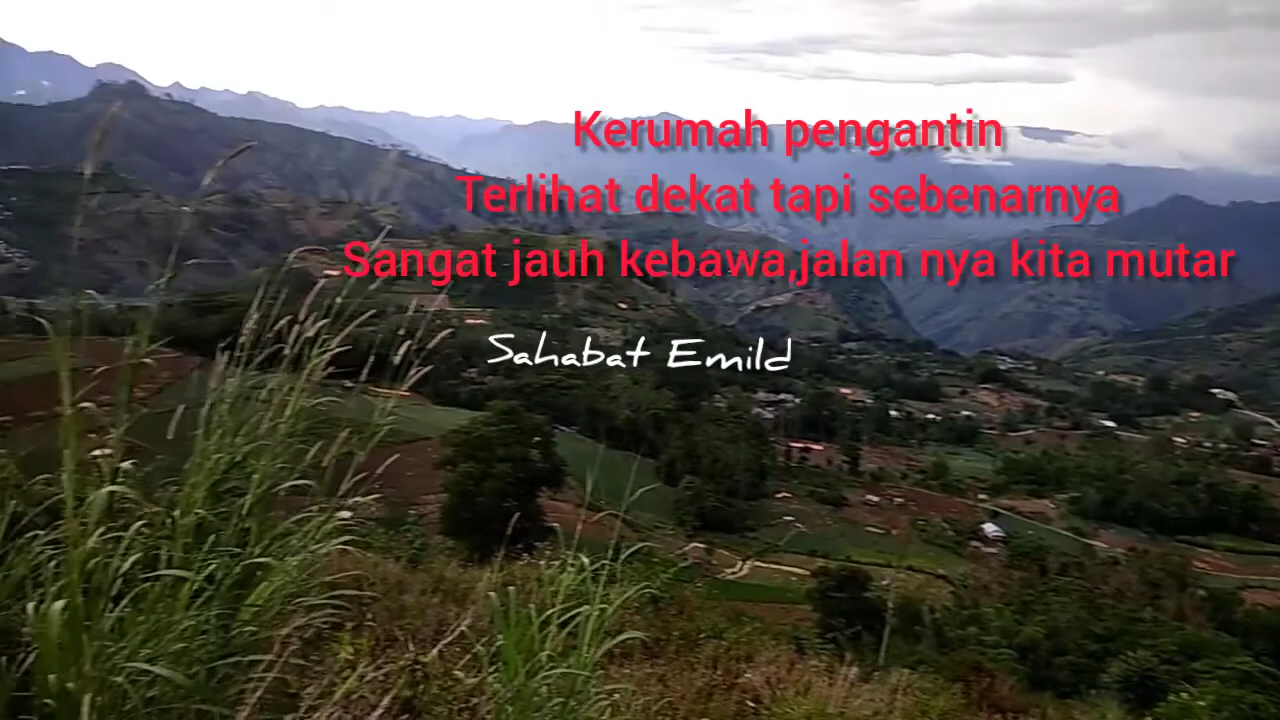 Kerumah pengantin
Terlihat dekat tapi sebenarnya
Sangat jauh kebawa,jalan nya kita mutar
Sahabat Emild